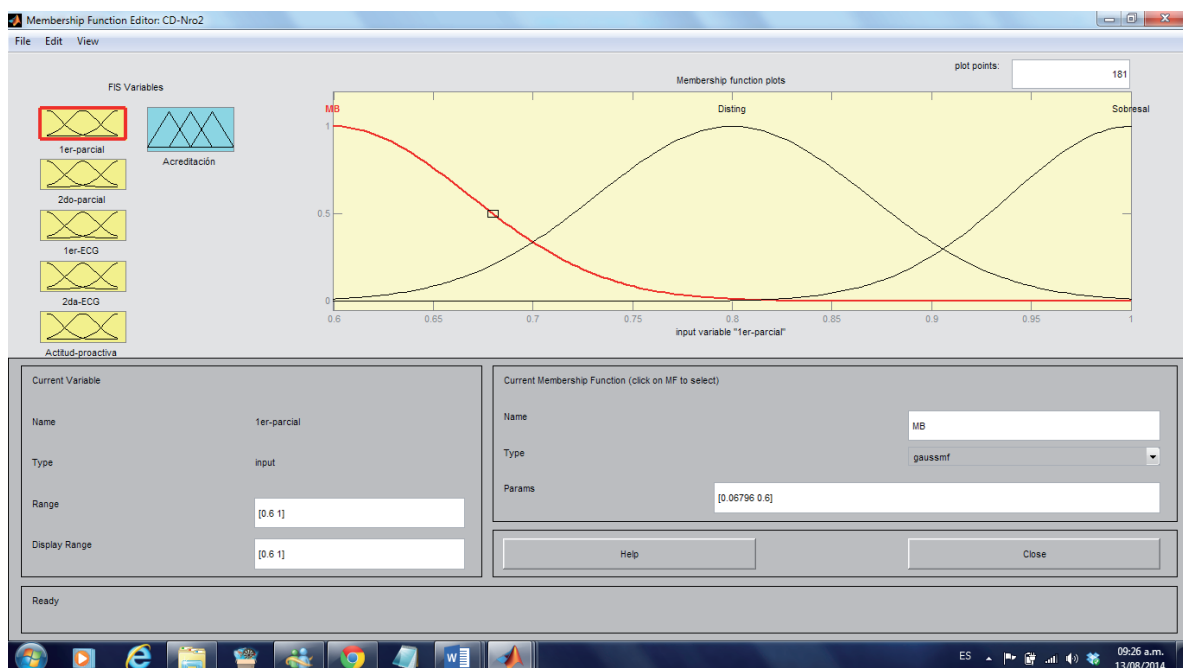 Membership Function Editor: CD-Nro2
File Edit View
FIS Variables
1er-parcial
Acreditación
2do-parcial
1er-ECG
2da-ECG
Actitud-proactiva
plot points:
181
Membership function plots
MB Disting Sobresal
1
0.5
0
0.6 0.65 0.7 0.75 0.8 0.85 0.9 0.95 1
input variable "1er-parcial"
Current Variable
Name 1er-parcial
Type input
Range [0.6 1]
Display Range [0.6 1]
Current Membership Function (click on MF to select)
Name MB
Type gaussmf
Params [0.06796 0.6]
Help Close
Ready
ES 09:26 a.m.
13/08/2014